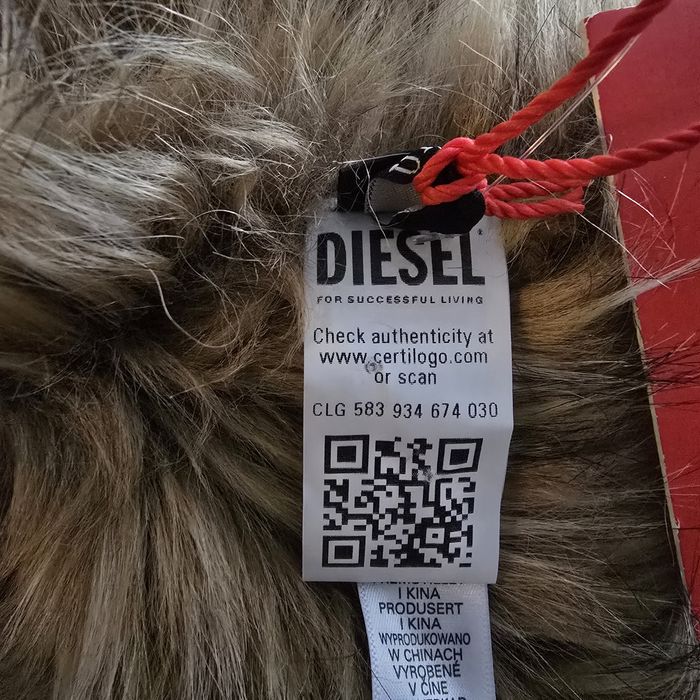 D
DIESEL
FOR SUCCESSFUL LIVING
Check authenticity at
www.certilogo.com
or scan
CLG 583 934 674 030
I KINA
PRODUSERT
I KINA
WYPRODUKOWANO
W CHINACH
VYROBENÉ
V ČÍNE